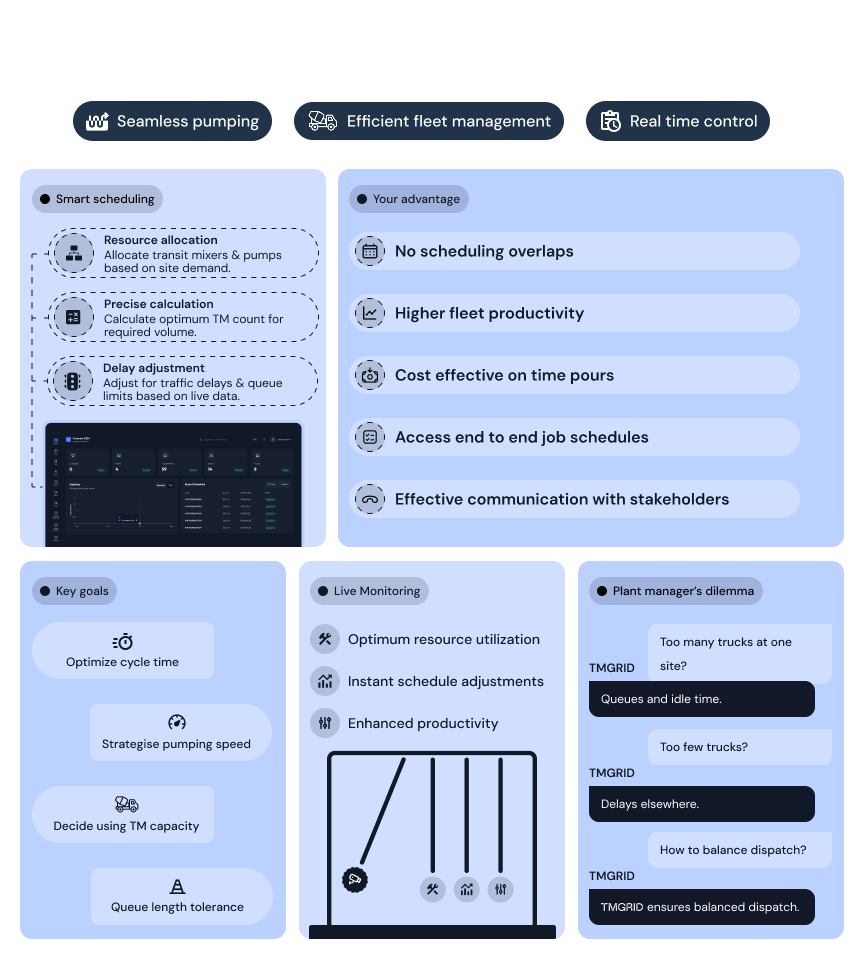 Seamless pumping
Efficient fleet management
Real time control
Smart scheduling
Resource allocation
Allocate transit mixers & pumps
based on site demand.
Precise calculation
Calculate optimum TM count for
required volume.
Delay adjustment
Adjust for traffic delays & queue
limits based on live data.
Your advantage
No scheduling overlaps
Higher fleet productivity
Cost effective on time pours
Access end to end job schedules
Effective communication with stakeholders
Key goals
Optimize cycle time
Strategise pumping speed
Decide using TM capacity
Queue length tolerance
Live Monitoring
Optimum resource utilization
Instant schedule adjustments
Enhanced productivity
Plant manager's dilemma
Too many trucks at one
site?
TMGRID
Queues and idle time.
Too few trucks?
TMGRID
Delays elsewhere.
How to balance dispatch?
TMGRID
TMGRID ensures balanced dispatch.